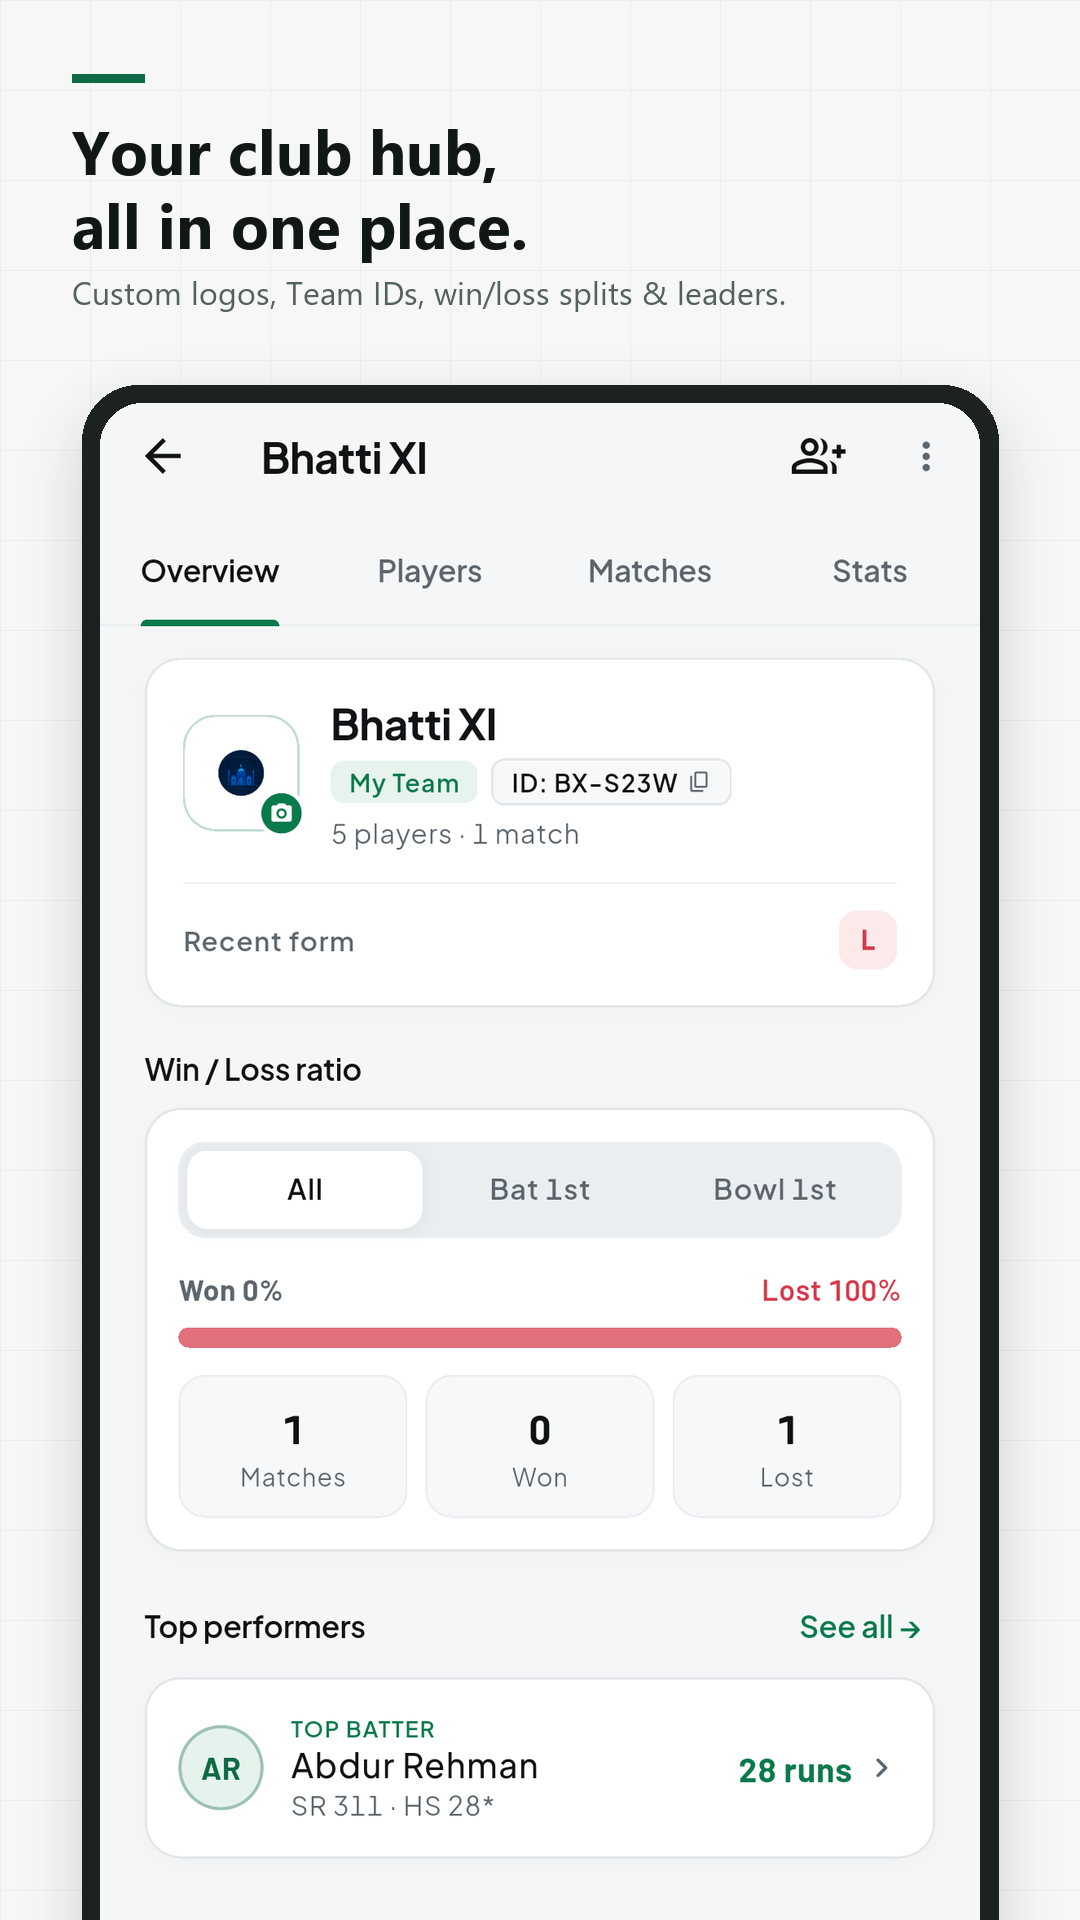 Your club hub,
all in one place.
Custom logos, Team IDs, win/loss splits & leaders.
Bhatti XI
Overview Players Matches Stats
Bhatti XI
My Team ID: BX-S23W
5 players · 1 match
Recent form L
Win / Loss ratio
All Bat 1st Bowl 1st
Won 0% Lost 100%
1 0 1
Matches Won Lost
Top performers See all →
TOP BATTER
AR Abdur Rehman 28 runs
SR 311 · HS 28*